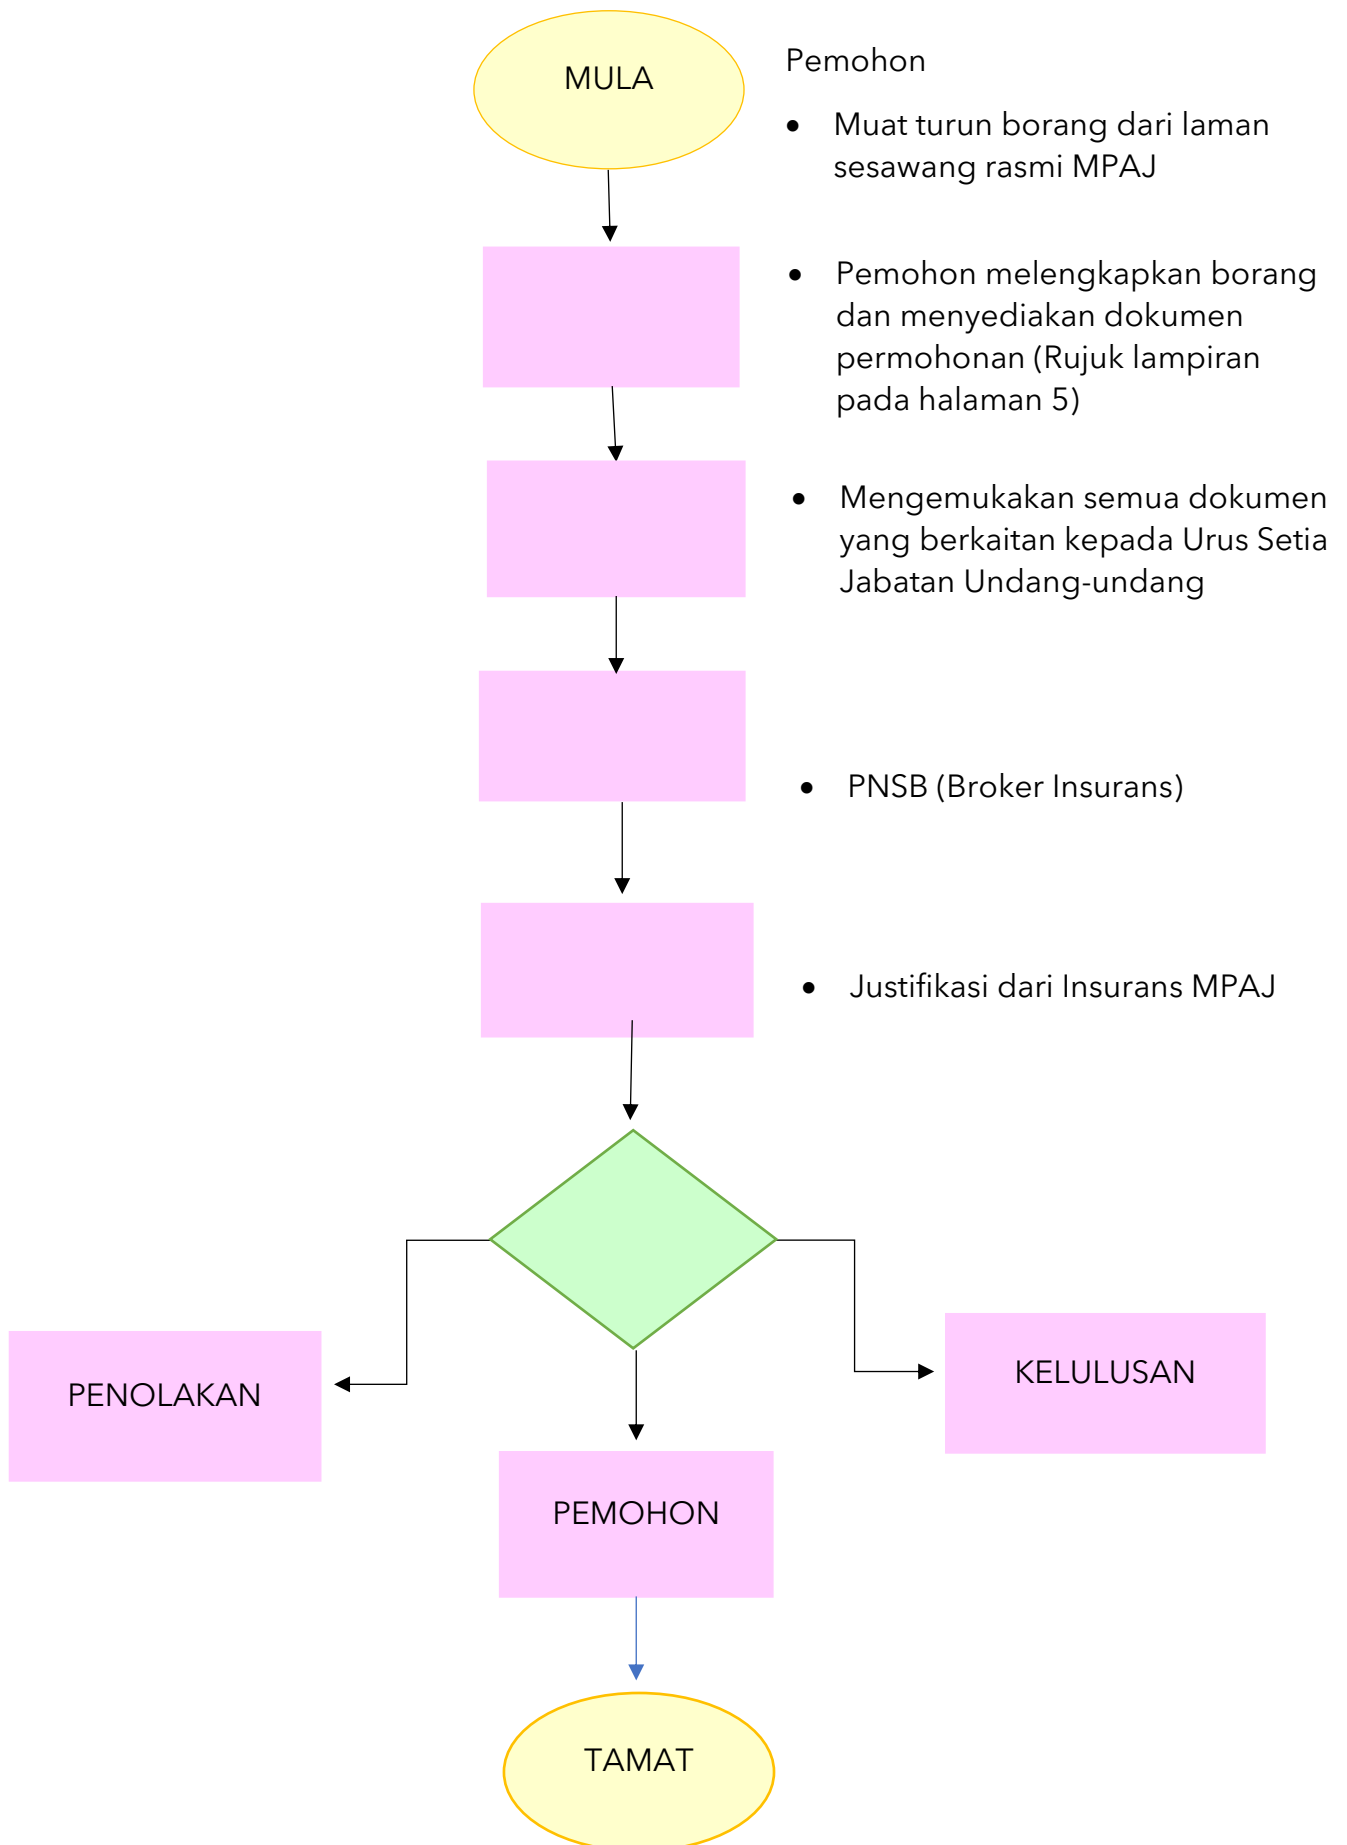 MULA
Pemohon
• Muat turun borang dari laman
sesawang rasmi MPAJ
• Pemohon melengkapkan borang
dan menyediakan dokumen
permohonan (Rujuk lampiran
pada halaman 5)
• Mengemukakan semua dokumen
yang berkaitan kepada Urus Setia
Jabatan Undang-undang
• PNSB (Broker Insurans)
• Justifikasi dari Insurans MPAJ
PENOLAKAN
KELULUSAN
PEMOHON
TAMAT